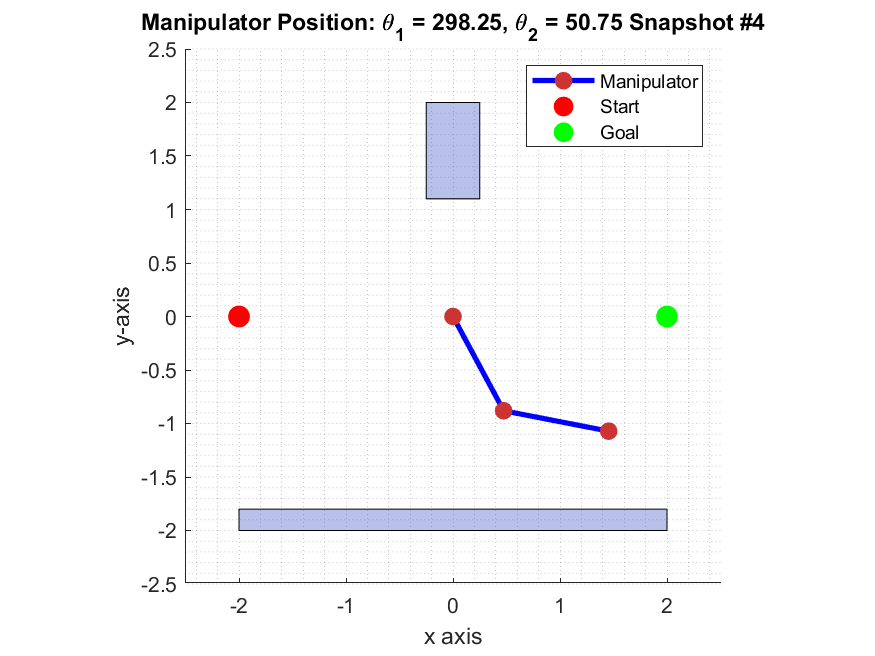 Manipulator Position: θ1 = 298.25, θ2 = 50.75 Snapshot #4
Manipulator
Start
Goal
2.5
2
1.5
1
0.5
0
-0.5
-1
-1.5
-2
-2.5
y-axis
-2 -1 0 1 2
x axis